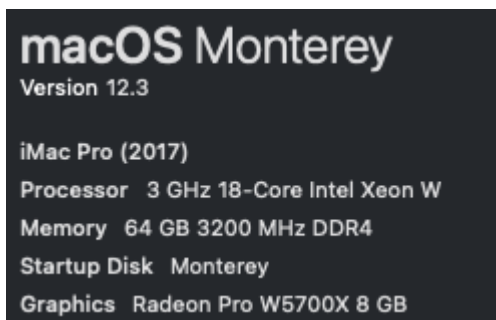 macOS Monterey
Version 12.3
iMac Pro (2017)
Processor 3 GHz 18-Core Intel Xeon W
Memory 64 GB 3200 MHz DDR4
Startup Disk Monterey
Graphics Radeon Pro W5700X 8 GB